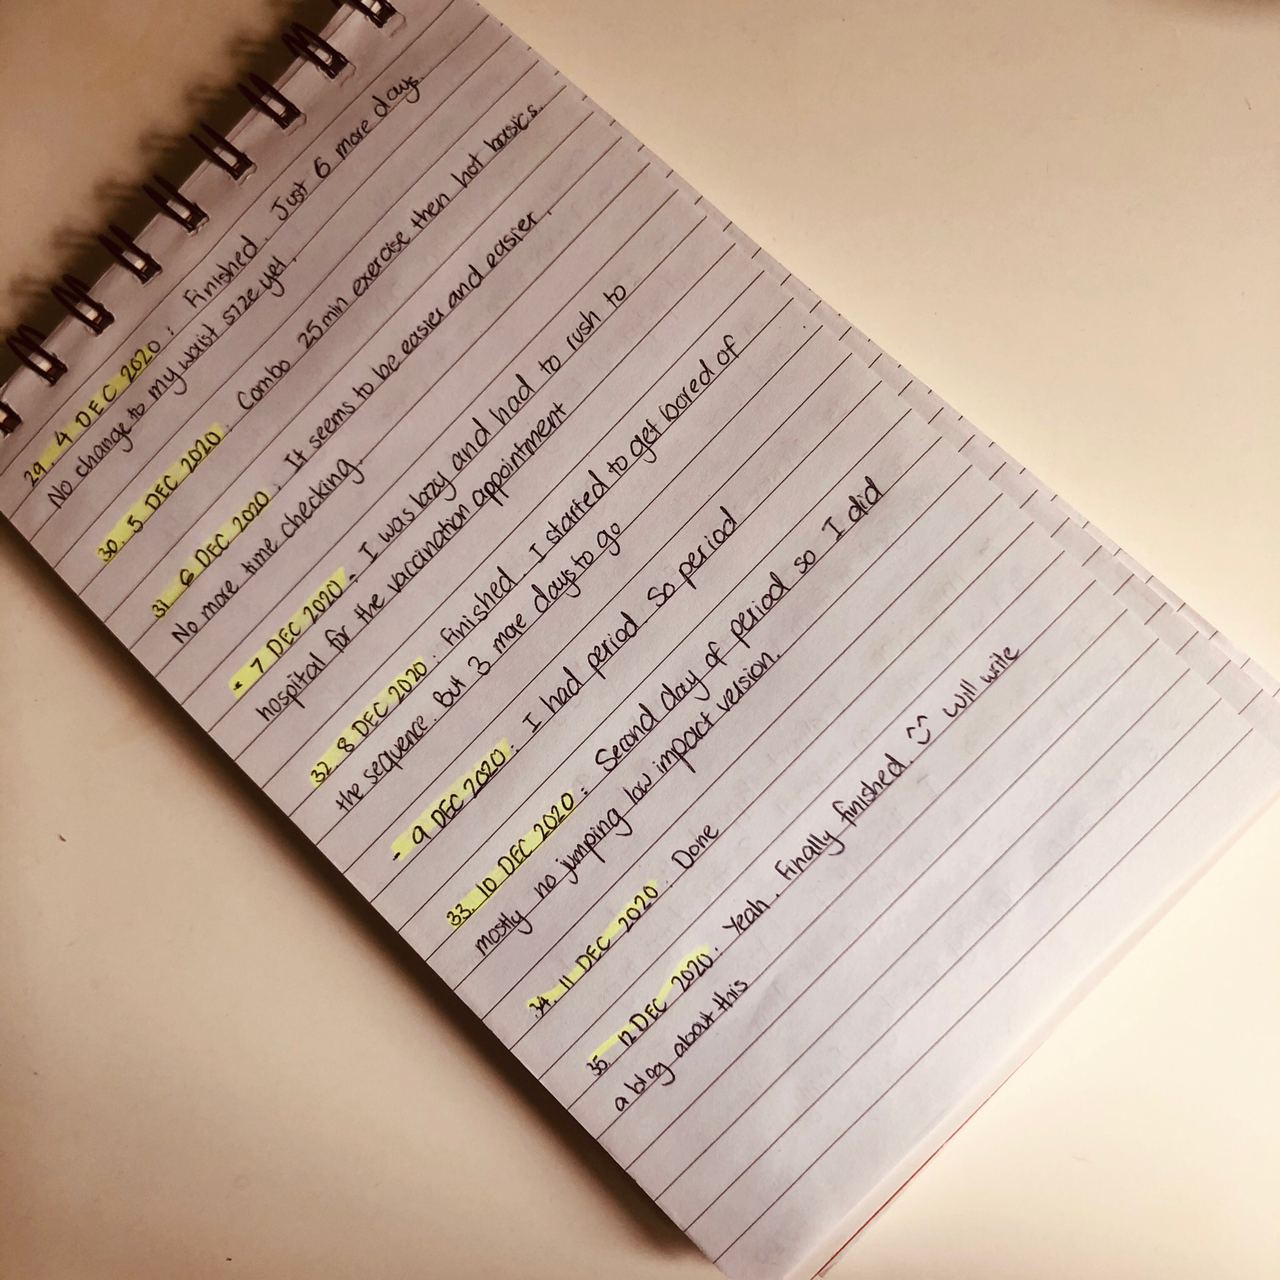 29. 4 DEC 2020 : Finished. Just 6 more days.
No change to my waist size yet.
30 5 DEC 2020 : Combo 25min exercise then hot basics.
31 6 DEC 2020 : It seems to be easier and easier.
No more time checking.
- 7 DEC 2020 : I was lazy and had to rush to
hospital for the vaccination appointment
32 8 DEC 2020 : Finished. I started to get bored of
the sequence. But 3 more days to go
- 9 DEC 2020 : I had period so period
33. 10 DEC 2020 : Second day of period so I did
mostly no jumping low impact version.
34. 11 DEC 2020 : Done
35. 12 DEC 2020 : Yeah. Finally finished. ^^ will write
a blog about this